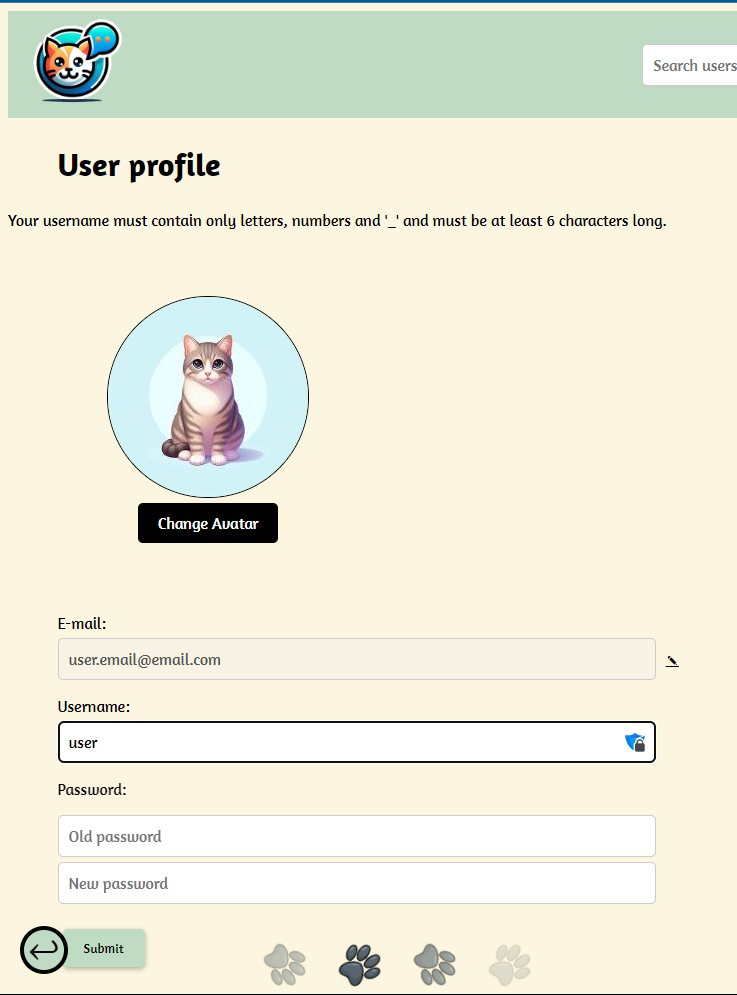 Search users
User profile
Your username must contain only letters, numbers and '_' and must be at least 6 characters long.
Change Avatar
E-mail:
user.email@email.com
Username:
user
Password:
Old password
New password
Submit